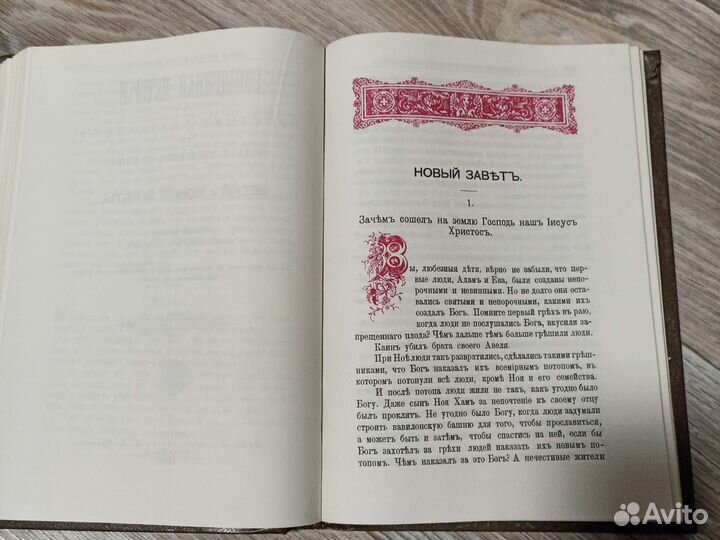 НОВЫЙ ЗАВѢТЪ.
1.
Зачѣмъ сошелъ на землю Господь нашъ Іисусъ
Христосъ.
Вы, любезныя дѣти, вѣрно не забыли, что пер-
вые люди, Адамъ и Ева, были созданы непо-
рочными и невинными. Но не долго они оста-
вались святыми и непорочными, какими ихъ
создалъ Богъ. Помните первый грѣхъ въ раю,
когда люди не послушались Бога, вкусили за-
прещеннаго плода? Чѣмъ дальше тѣмъ больше грѣшили люди.
Каинъ убилъ брата своего Авеля.
При Ноѣ люди такъ развратились, сдѣлались такими грѣш-
никами, что Богъ наказалъ ихъ всемірнымъ потопомъ, въ
которомъ потонули всѣ люди, кромѣ Ноя и его семейства.
И послѣ потопа люди жили не такъ, какъ угодно было
Богу. Даже сынъ Ноя Хамъ за непочтеніе къ своему отцу
былъ проклятъ. Не угодно было Богу, когда люди задумали
строить вавилонскую башню для того, чтобы прославиться,
а можетъ быть и затѣмъ, чтобы спастись на ней, если бы
Богъ захотѣлъ за грѣхи людей наказать ихъ новымъ по-
топомъ. Чѣмъ наказалъ за это Богъ? А нечестивые жители
Avito